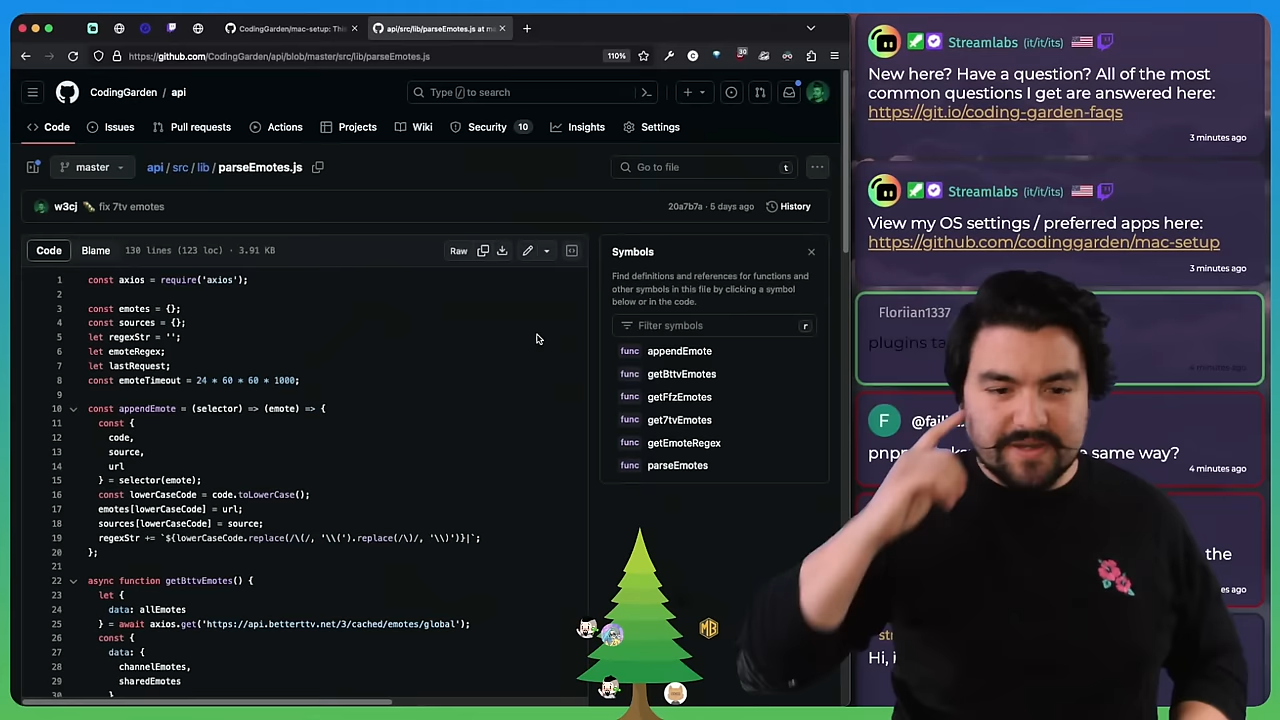 CodingGarden/mac-setup: Thi
api/src/lib/parseEmotes.js at m
https://github.com/CodingGarden/api/blob/master/src/lib/parseEmotes.js
110%
30
CodingGarden / api
Type / to search
Code
Issues
Pull requests
Actions
Projects
Wiki
Security 10
Insights
Settings
master
api / src / lib / parseEmotes.js
Go to file
t
w3cj
fix 7tv emotes
20a7b7a · 5 days ago
History
Code
Blame
130 lines (123 loc) · 3.91 KB
Raw
1 const axios = require('axios');
2
3 const emotes = {};
4 const sources = {};
5 let regexStr = '';
6 let emoteRegex;
7 let lastRequest;
8 const emoteTimeout = 24 * 60 * 60 * 1000;
9
10 const appendEmote = (selector) => (emote) => {
11 const {
12 code,
13 source,
14 url
15 } = selector(emote);
16 const lowerCaseCode = code.toLowerCase();
17 emotes[lowerCaseCode] = url;
18 sources[lowerCaseCode] = source;
19 regexStr += `${lowerCaseCode.replace(/\(/, '\\(').replace(/\)/, '\\)')}|`;
20 };
21
22 async function getBttvEmotes() {
23 let {
24 data: allEmotes
25 } = await axios.get('https://api.betterttv.net/3/cached/emotes/global');
26 const {
27 data: {
28 channelEmotes,
29 sharedEmotes
30 }
Symbols
Find definitions and references for functions and
other symbols in this file by clicking a symbol
below or in the code.
Filter symbols
r
func appendEmote
func getBttvEmotes
func getFfzEmotes
func get7tvEmotes
func getEmoteRegex
func parseEmotes
MB
Streamlabs (it/it/its)
New here? Have a question? All of the most
common questions I get are answered here:
https://git.io/coding-garden-faqs
3 minutes ago
Streamlabs (it/it/its)
View my OS settings / preferred apps here:
https://github.com/codinggarden/mac-setup
3 minutes ago
Floriian1337
plugins
F
same way?
4 minutes ago
the
es ago
Hi,